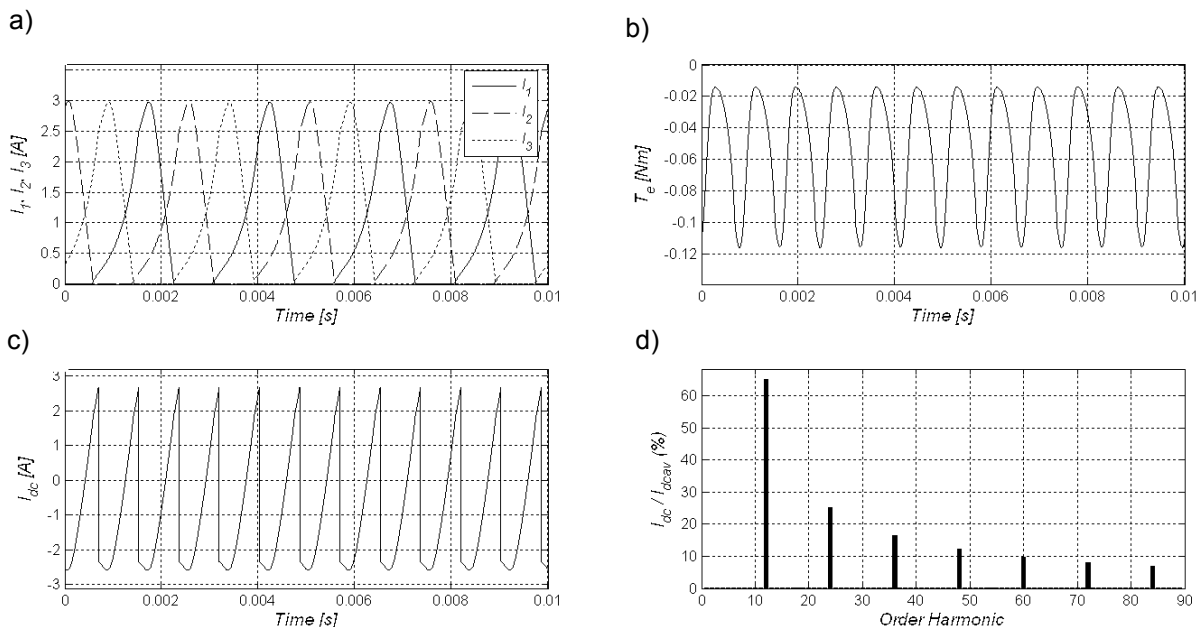 a)
3
2.5
2
1.5
1
0.5
0
I1, I2, I3 [A]
I1
I2
I3
0 0.002 0.004 0.006 0.008 0.01
Time [s]
b)
0
-0.02
-0.04
-0.06
-0.08
-0.1
-0.12
Te [Nm]
0 0.002 0.004 0.006 0.008 0.01
Time [s]
c)
3
2
1
0
-1
-2
-3
Idc [A]
0 0.002 0.004 0.006 0.008 0.01
Time [s]
d)
60
50
40
30
20
10
0
Idc / Idcav (%)
0 10 20 30 40 50 60 70 80 90
Order Harmonic